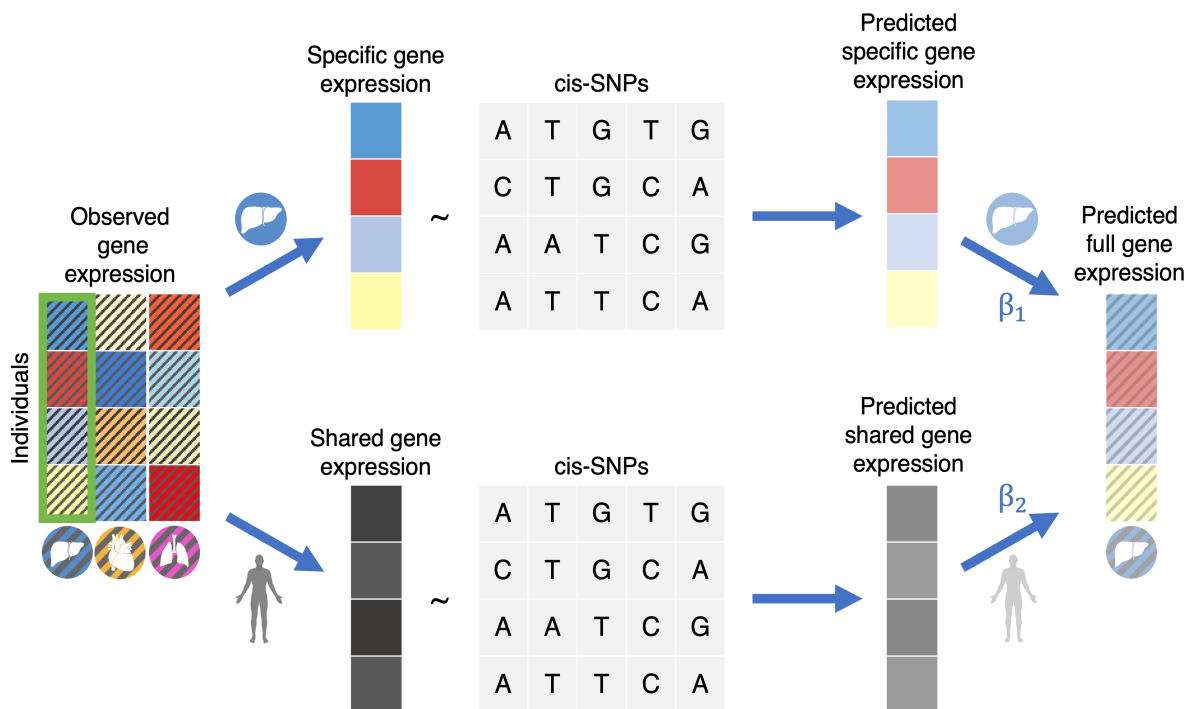 Observed
gene
expression
Individuals
Specific gene
expression
~
cis-SNPs
A T G T G
C T G C A
A A T C G
A T T C A
Predicted
specific gene
expression
β1
Shared gene
expression
~
cis-SNPs
A T G T G
C T G C A
A A T C G
A T T C A
Predicted
shared gene
expression
β2
Predicted
full gene
expression